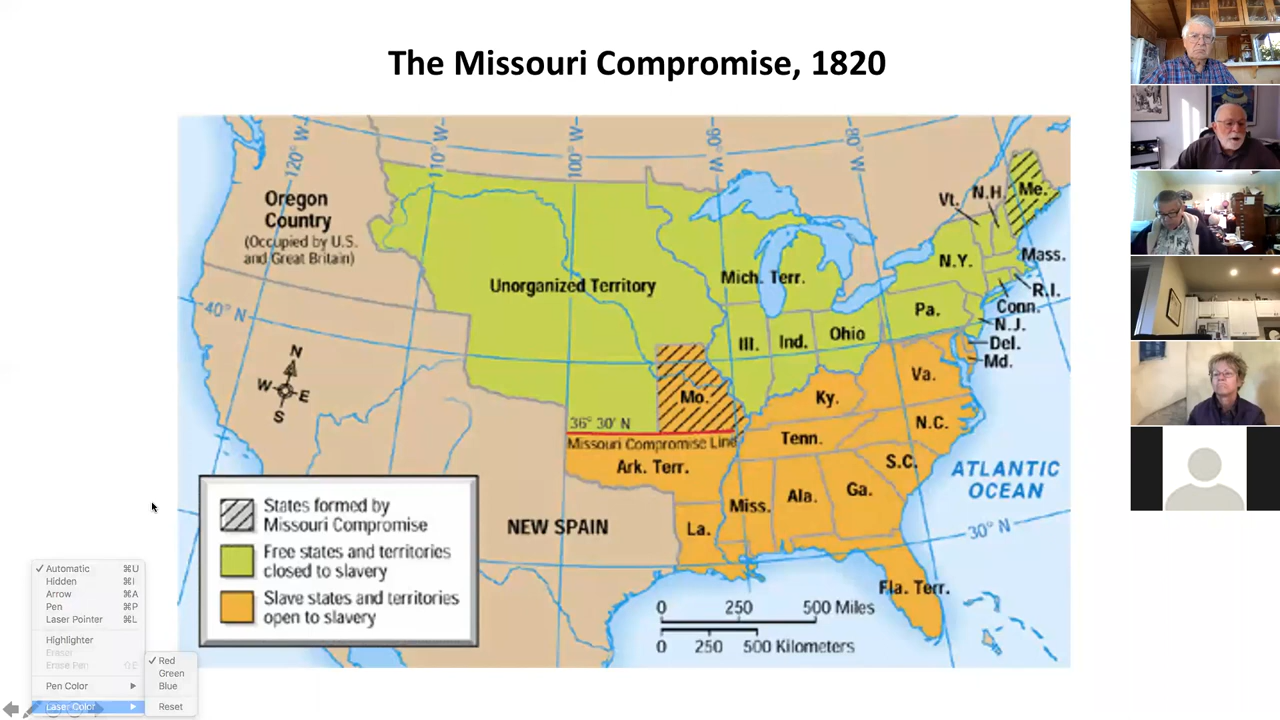 The Missouri Compromise, 1820
120° W
110° W
100° W
90° W
80° W
Oregon
Country
(Occupied by U.S.
and Great Britain)
Unorganized Territory
Mich. Terr.
Vt.
N.H.
Me.
Mass.
N.Y.
R.I.
Conn.
Pa.
N.J.
Del.
Md.
40° N
Ill.
Ind.
Ohio
N
W
E
S
Mo.
Ky.
Va.
36° 30' N
Missouri Compromise Line
N.C.
Tenn.
Ark. Terr.
S.C.
ATLANTIC
OCEAN
Miss.
Ala.
Ga.
NEW SPAIN
La.
30° N
Fla. Terr.
States formed by
Missouri Compromise
Free states and territories
closed to slavery
Slave states and territories
open to slavery
0 250 500 Miles
0 250 500 Kilometers
✓ Automatic ⌘U
Hidden ⌘I
Arrow ⌘A
Pen ⌘P
Laser Pointer ⌘L
Highlighter
Eraser
Erase Pen ⇧E
Pen Color
Laser Color
✓ Red
Green
Blue
Reset